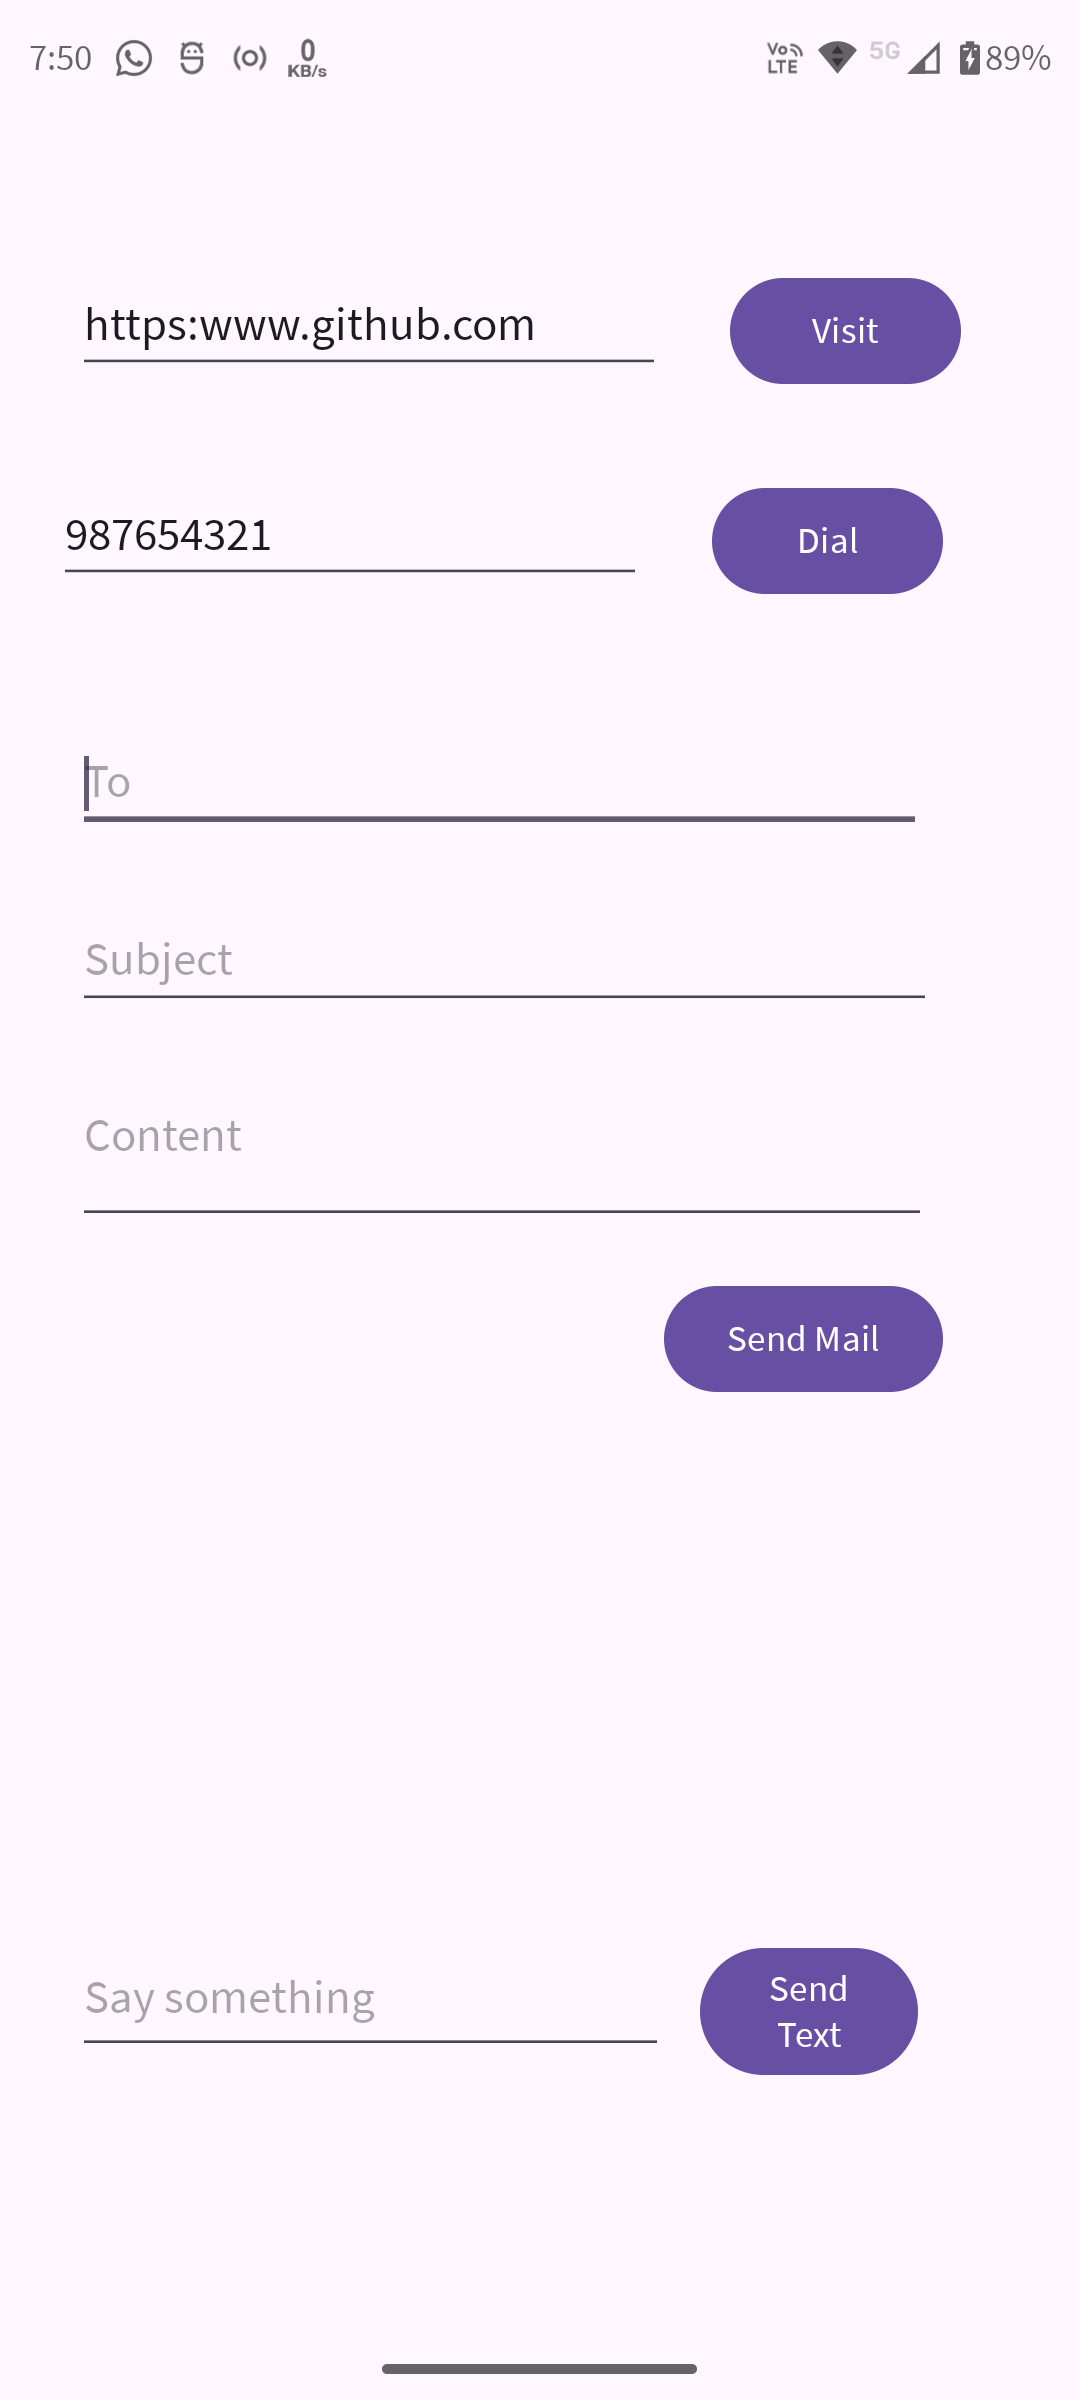 7:50 0 KB/s Vo LTE 5G 89%
https:www.github.com
Visit
987654321
Dial
To
Subject
Content
Send Mail
Say something
Send
Text